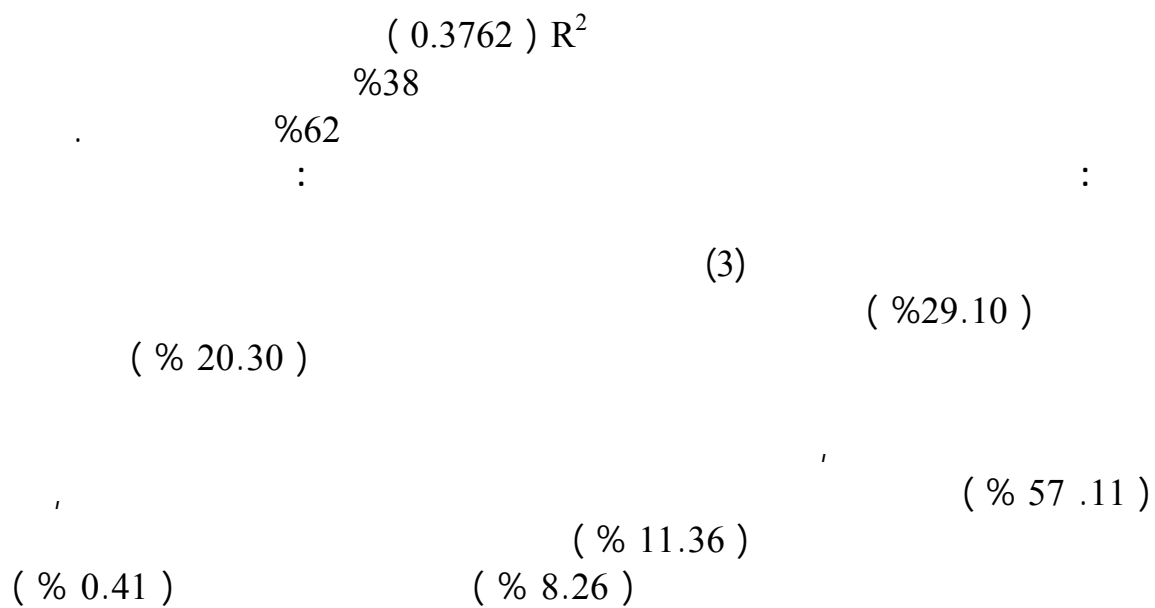 ( 0.3762 ) R²
%38
. %62
: :
(3)
( %29.10 )
( % 20.30 )
,
( % 57 .11 ) ,
( % 11.36 )
( % 8.26 ) ( % 0.41 )